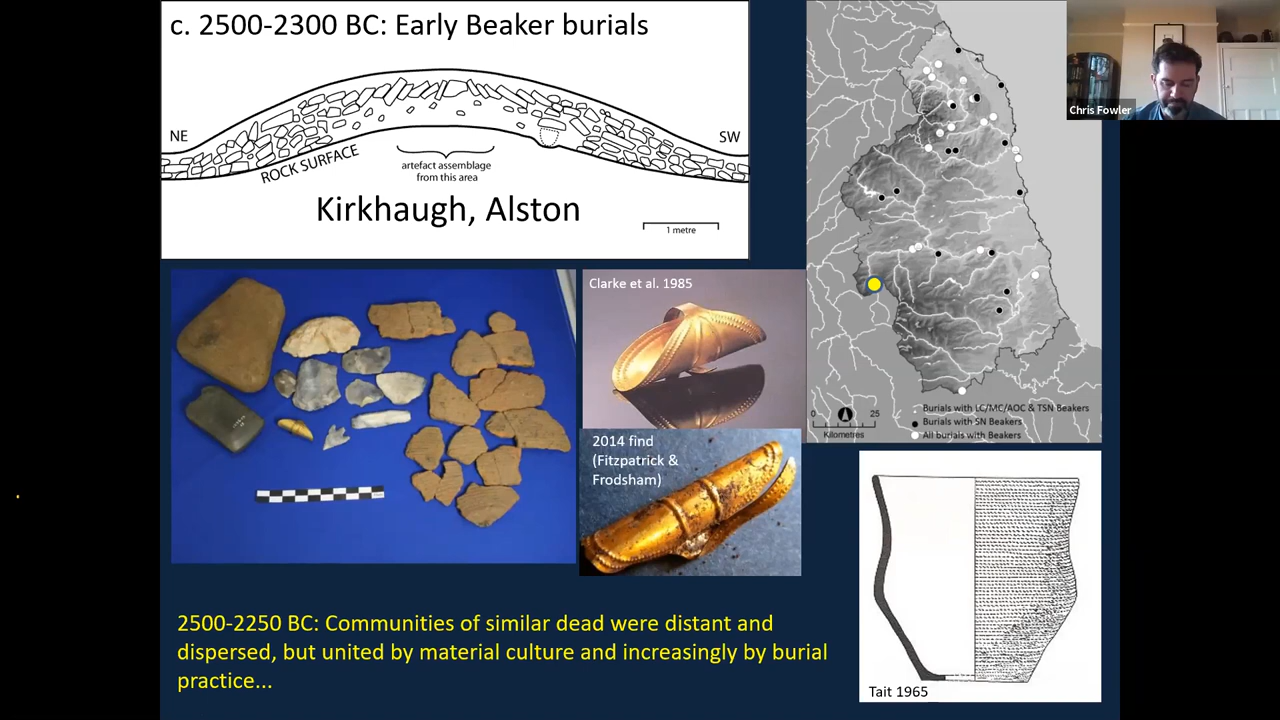 c. 2500-2300 BC: Early Beaker burials
NE
SW
ROCK SURFACE
artefact assemblage
from this area
Kirkhaugh, Alston
1 metre
Chris Fowler
Clarke et al. 1985
2014 find
(Fitzpatrick &
Frodsham)
0 25
Kilometres
Burials with LC/MC/AOC & TSN Beakers
Burials with SN Beakers
All burials with Beakers
Tait 1965
2500-2250 BC: Communities of similar dead were distant and
dispersed, but united by material culture and increasingly by burial
practice...